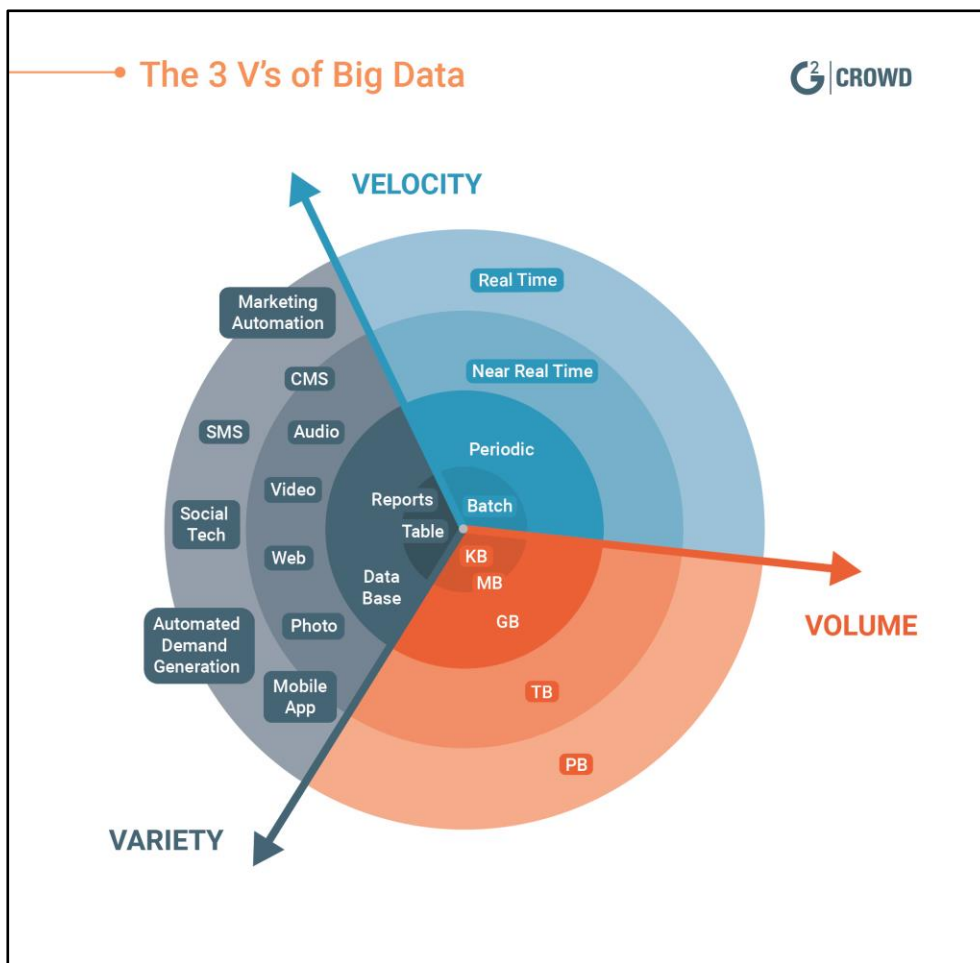 The 3 V's of Big Data
G2 CROWD
VELOCITY
Real Time
Near Real Time
Periodic
Batch
Marketing
Automation
CMS
SMS
Audio
Video
Reports
Social
Tech
Table
Web
Data
Base
Automated
Demand
Generation
Photo
Mobile
App
VARIETY
KB
MB
GB
TB
PB
VOLUME